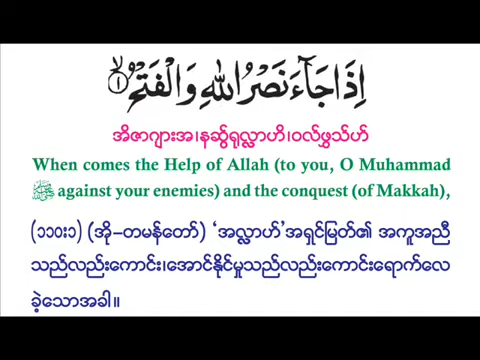 إِذَا جَآءَ نَصْرُ اللّٰهِ وَالْفَتْحُ ۙ﴿۱﴾
အိဇာဂျားအ၊နဆွ်ရုလ္လာဟိ၊ဝလ်ဖွသ်ဟ်
When comes the Help of Allah (to you, O Muhammad
ﷺ against your enemies) and the conquest (of Makkah),
(၁၁၀း၁) (အို-တမန်တော်) ‘အလ္လာဟ်’အရှင်မြတ်၏ အကူအညီ
သည်လည်းကောင်း၊အောင်နိုင်မှုသည်လည်းကောင်းရောက်လေ
ခဲ့သောအခါ။